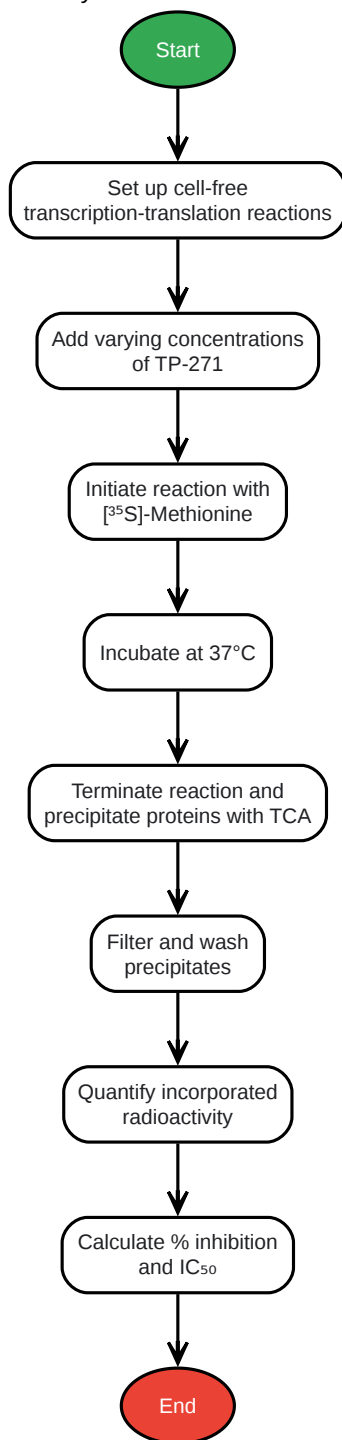 Start
Set up cell-free
transcription-translation reactions
Add varying concentrations
of TP-271
Initiate reaction with
[³⁵S]-Methionine
Incubate at 37°C
Terminate reaction and
precipitate proteins with TCA
Filter and wash
precipitates
Quantify incorporated
radioactivity
Calculate % inhibition
and IC₅₀
End